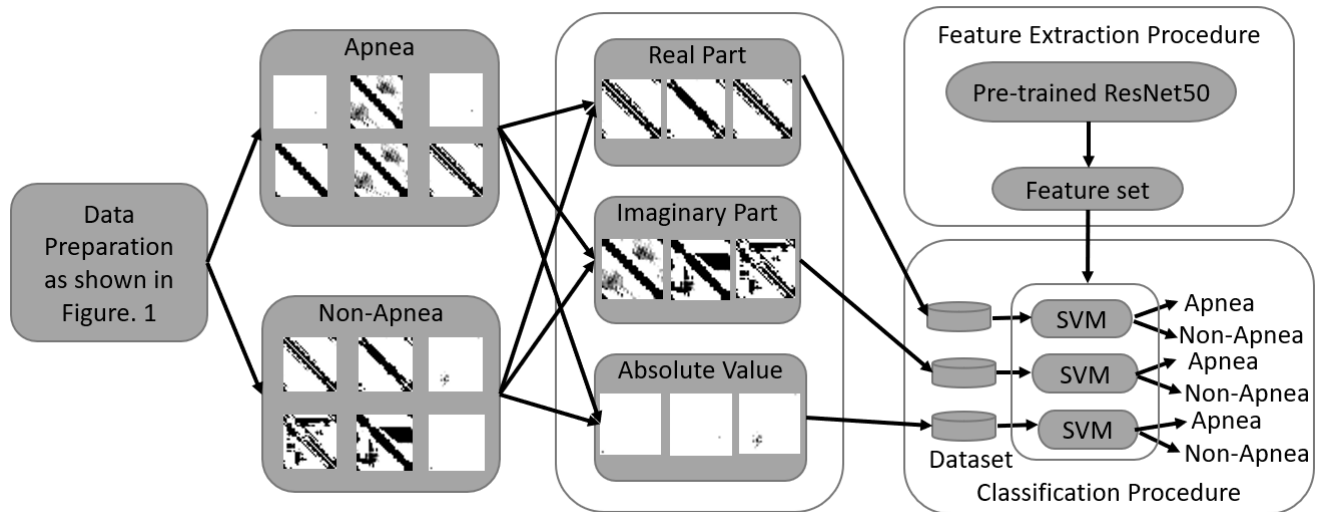 Data
Preparation
as shown in
Figure. 1
Apnea
Non-Apnea
Real Part
Imaginary Part
Absolute Value
Feature Extraction Procedure
Pre-trained ResNet50
Feature set
SVM
Apnea
Non-Apnea
SVM
Apnea
Non-Apnea
SVM
Apnea
Non-Apnea
Dataset
Classification Procedure